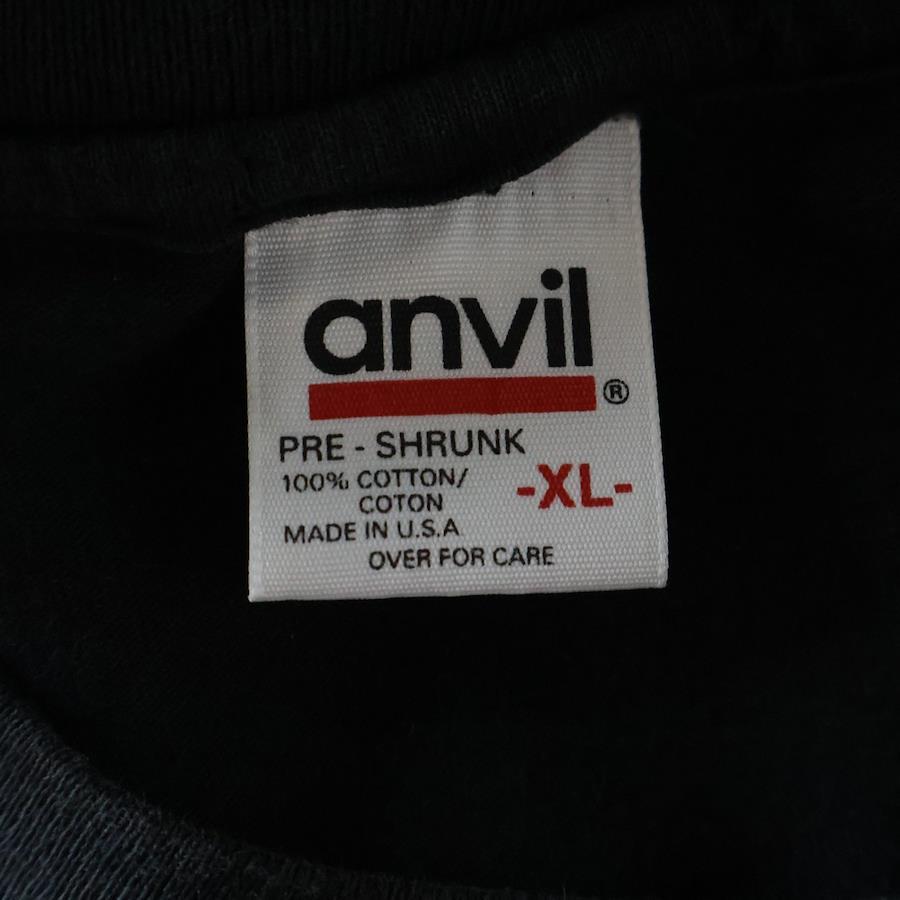 anvil®
PRE - SHRUNK
100% COTTON/
COTON
-XL-
MADE IN U.S.A
OVER FOR CARE